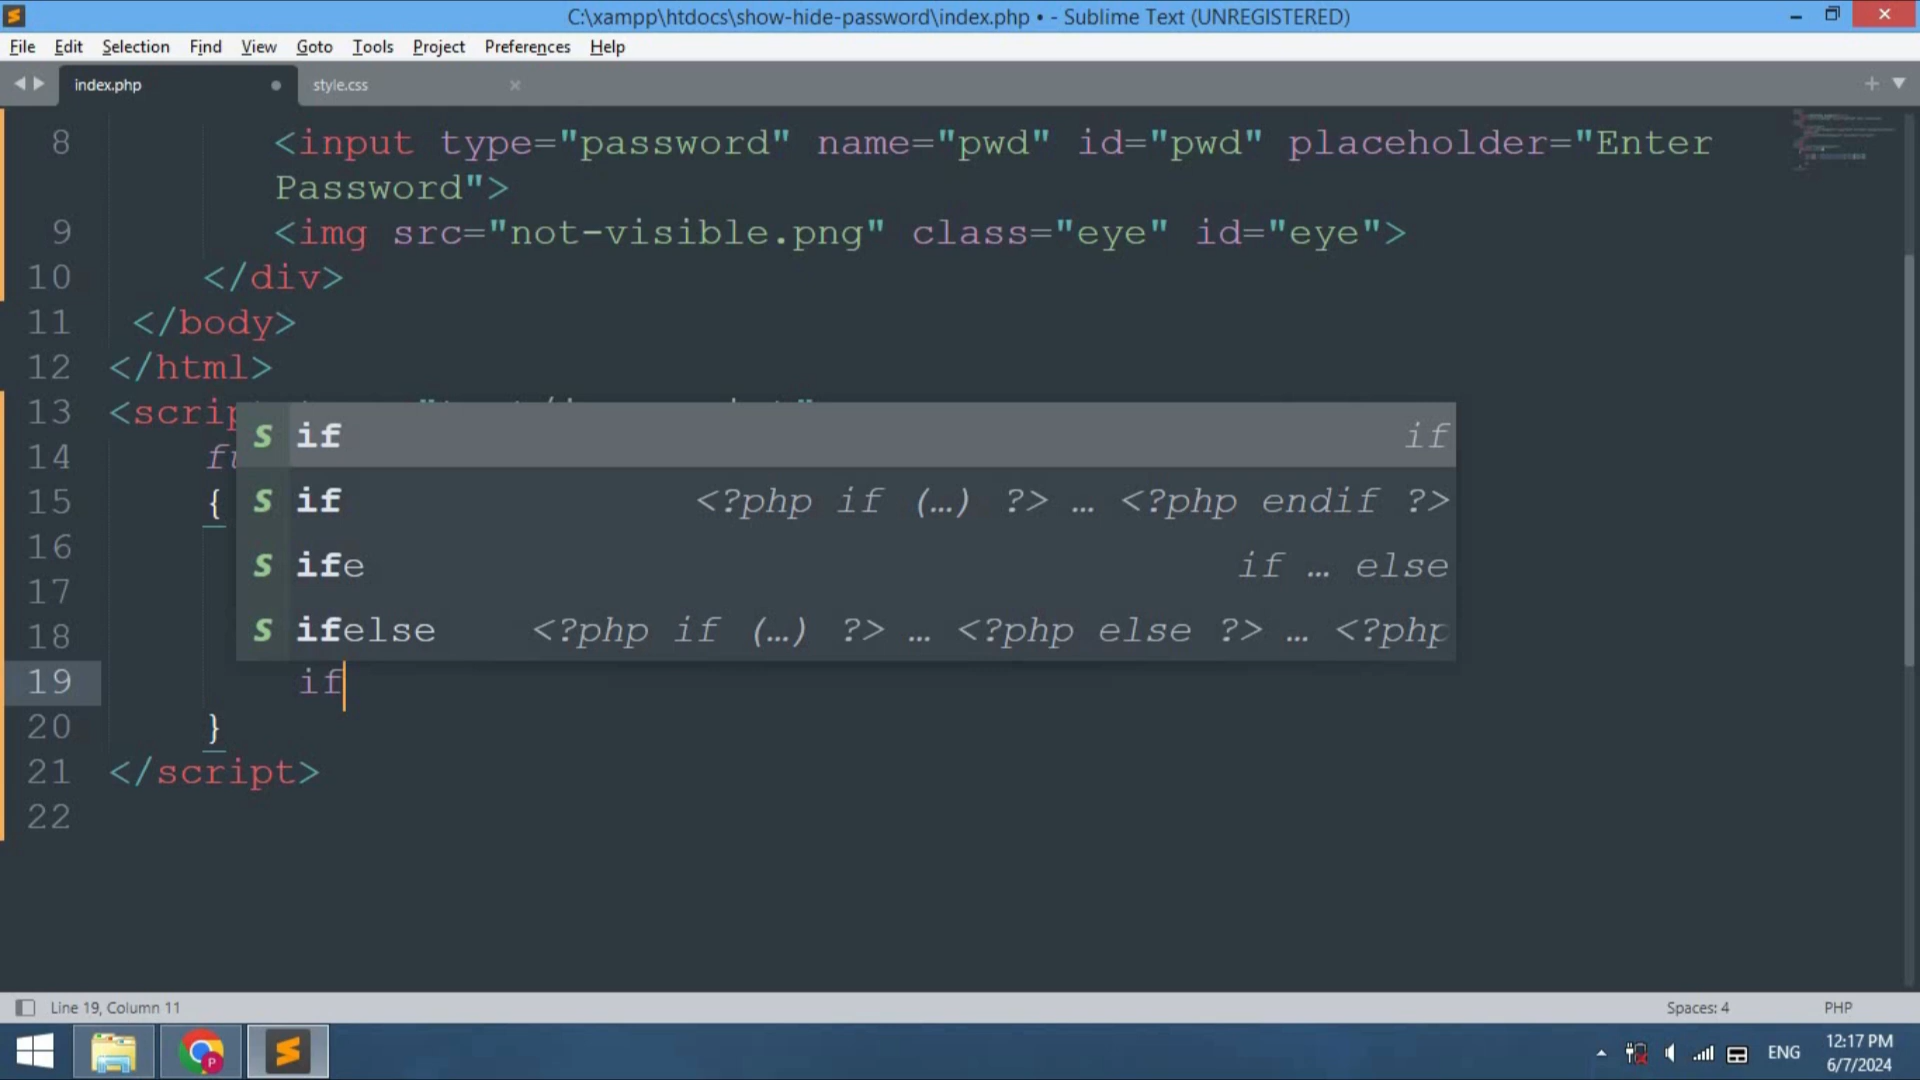 C:\xampp\htdocs\show-hide-password\index.php • - Sublime Text (UNREGISTERED)
File Edit Selection Find View Goto Tools Project Preferences Help
index.php
style.css
8 <input type="password" name="pwd" id="pwd" placeholder="Enter
Password">
9 <img src="not-visible.png" class="eye" id="eye">
10 </div>
11 </body>
12 </html>
13 <script
14
15 {
16
17
18
if if
if <?php if (…) ?> … <?php endif ?>
ife if … else
ifelse <?php if (…) ?> … <?php else ?> … <?php
19 if
20 }
21 </script>
22
Line 19, Column 11
Spaces: 4
PHP
ENG
12:17 PM
6/7/2024